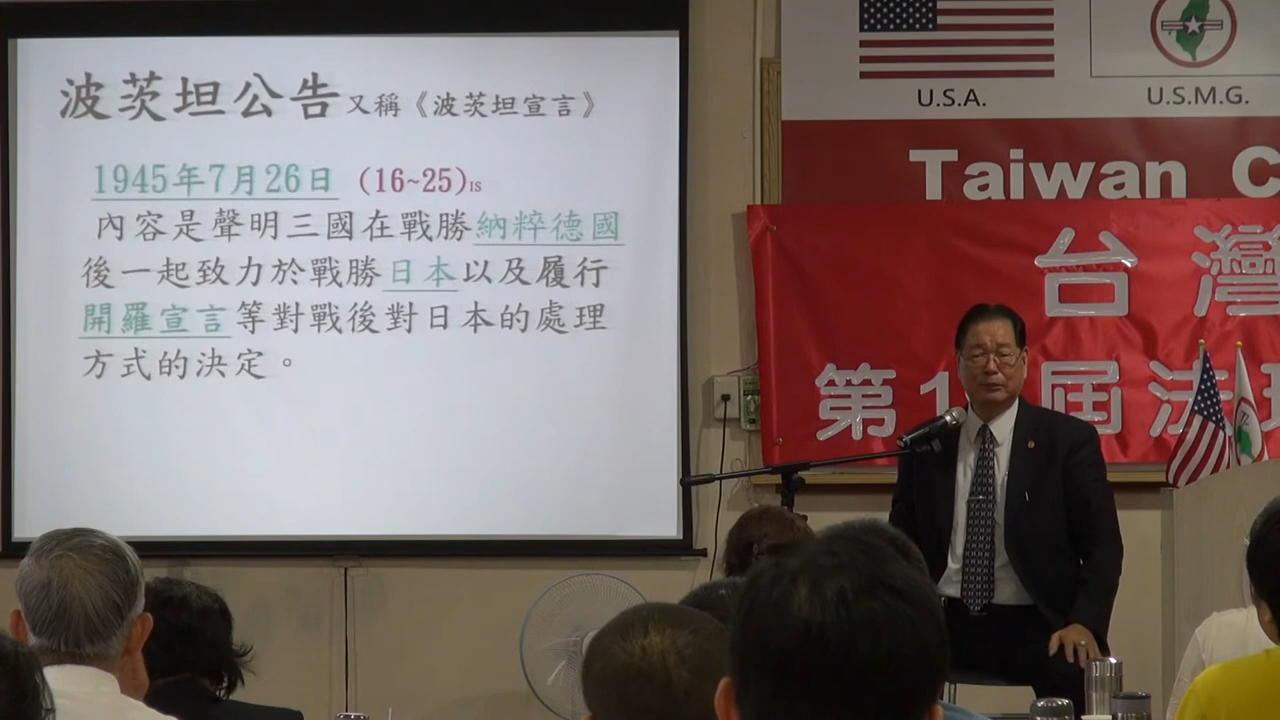 波茨坦公告又稱《波茨坦宣言》
1945年7月26日 (16~25)IS
內容是聲明三國在戰勝納粹德國
後一起致力於戰勝日本以及履行
開羅宣言等對戰後對日本的處理
方式的決定。
U.S.A.
U.S.M.G.
Taiwan C
台灣
第1 屆法理